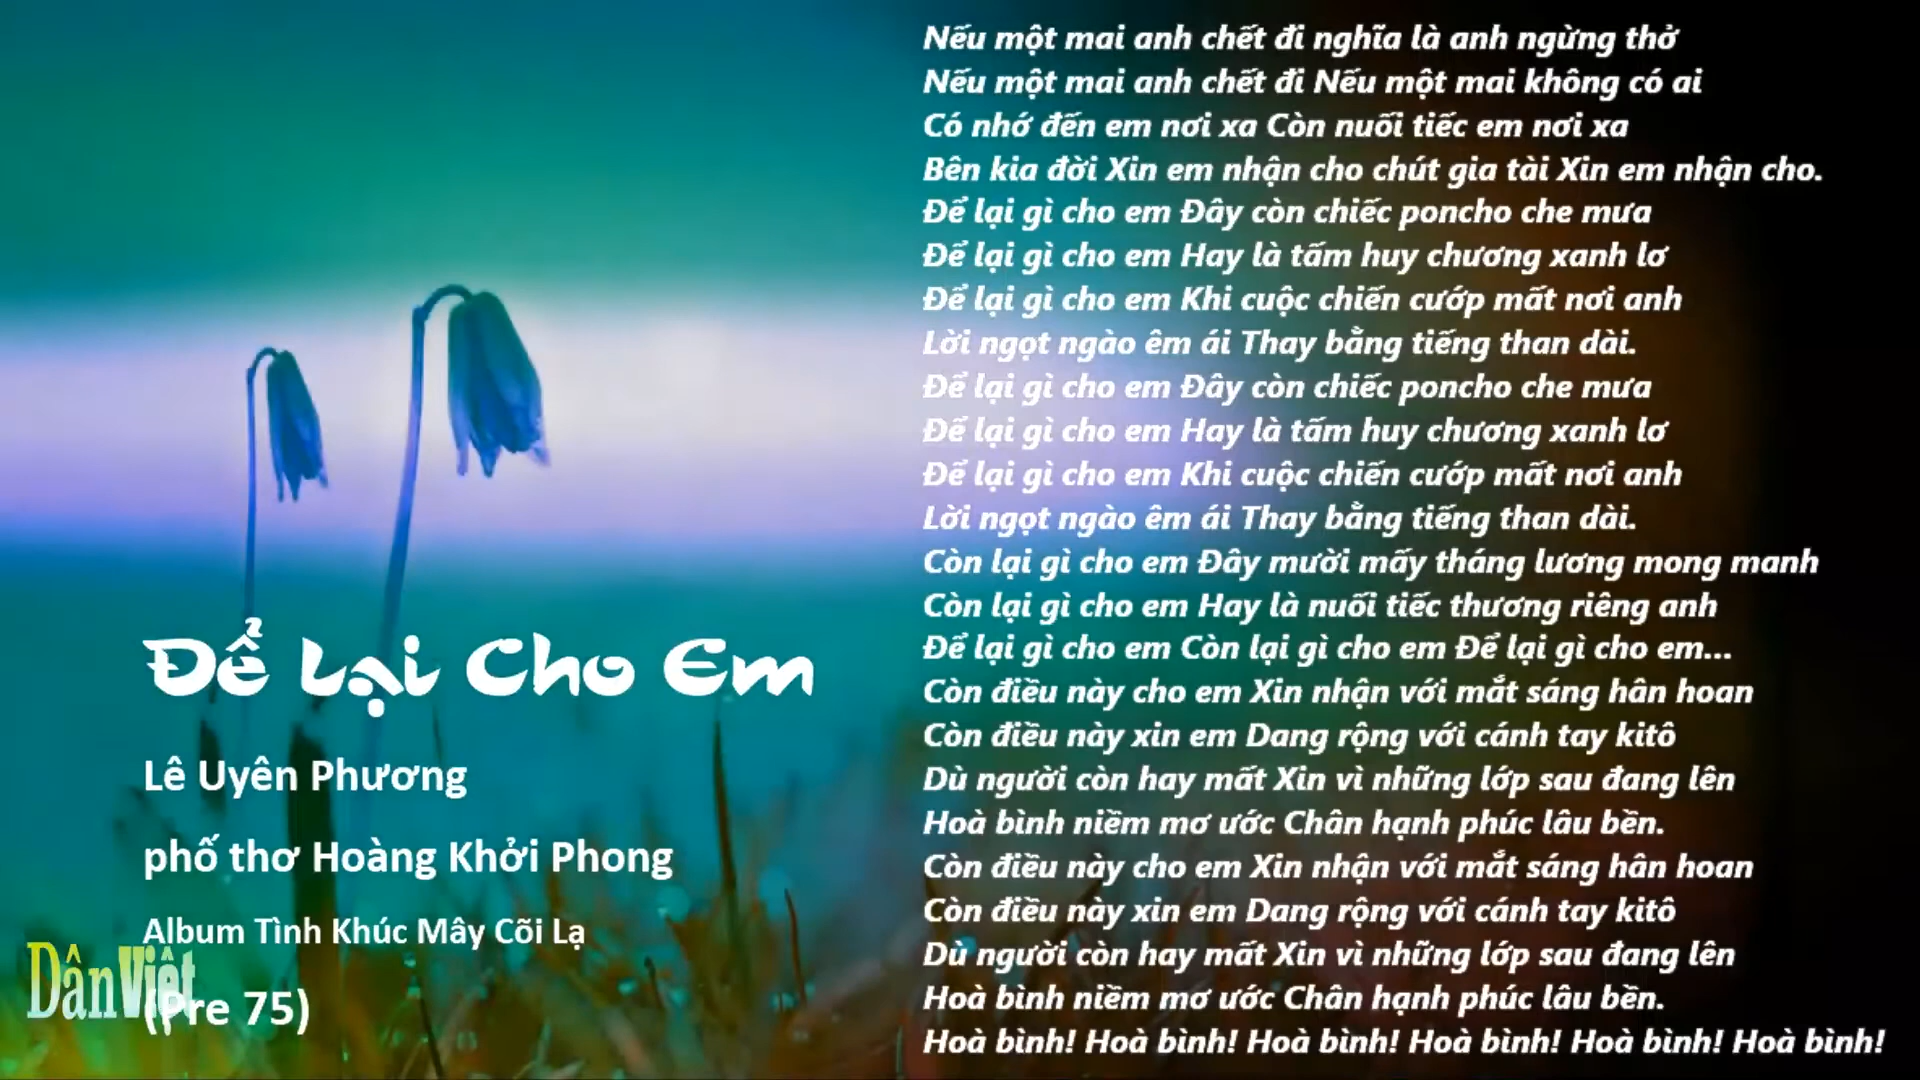 Nếu một mai anh chết đi nghĩa là anh ngừng thở
Nếu một mai anh chết đi Nếu một mai không có ai
Có nhớ đến em nơi xa Còn nuối tiếc em nơi xa
Bên kia đời Xin em nhận cho chút gia tài Xin em nhận cho.
Để lại gì cho em Đây còn chiếc poncho che mưa
Để lại gì cho em Hay là tấm huy chương xanh lơ
Để lại gì cho em Khi cuộc chiến cướp mất nơi anh
Lời ngọt ngào êm ái Thay bằng tiếng than dài.
Để lại gì cho em Đây còn chiếc poncho che mưa
Để lại gì cho em Hay là tấm huy chương xanh lơ
Để lại gì cho em Khi cuộc chiến cướp mất nơi anh
Lời ngọt ngào êm ái Thay bằng tiếng than dài.
Còn lại gì cho em Đây mười mấy tháng lương mong manh
Còn lại gì cho em Hay là nuối tiếc thương riêng anh
Để lại gì cho em Còn lại gì cho em Để lại gì cho em...
Còn điều này cho em Xin nhận với mắt sáng hân hoan
Còn điều này xin em Dang rộng với cánh tay kitô
Dù người còn hay mất Xin vì những lớp sau đang lên
Hoà bình niềm mơ ước Chân hạnh phúc lâu bền.
Còn điều này cho em Xin nhận với mắt sáng hân hoan
Còn điều này xin em Dang rộng với cánh tay kitô
Dù người còn hay mất Xin vì những lớp sau đang lên
Hoà bình niềm mơ ước Chân hạnh phúc lâu bền.
Hoà bình! Hoà bình! Hoà bình! Hoà bình! Hoà bình! Hoà bình!
Để Lại Cho Em
Lê Uyên Phương
phố thơ Hoàng Khởi Phong
Album Tình Khúc Mây Cõi Lạ
DânViệt
(Pre 75)